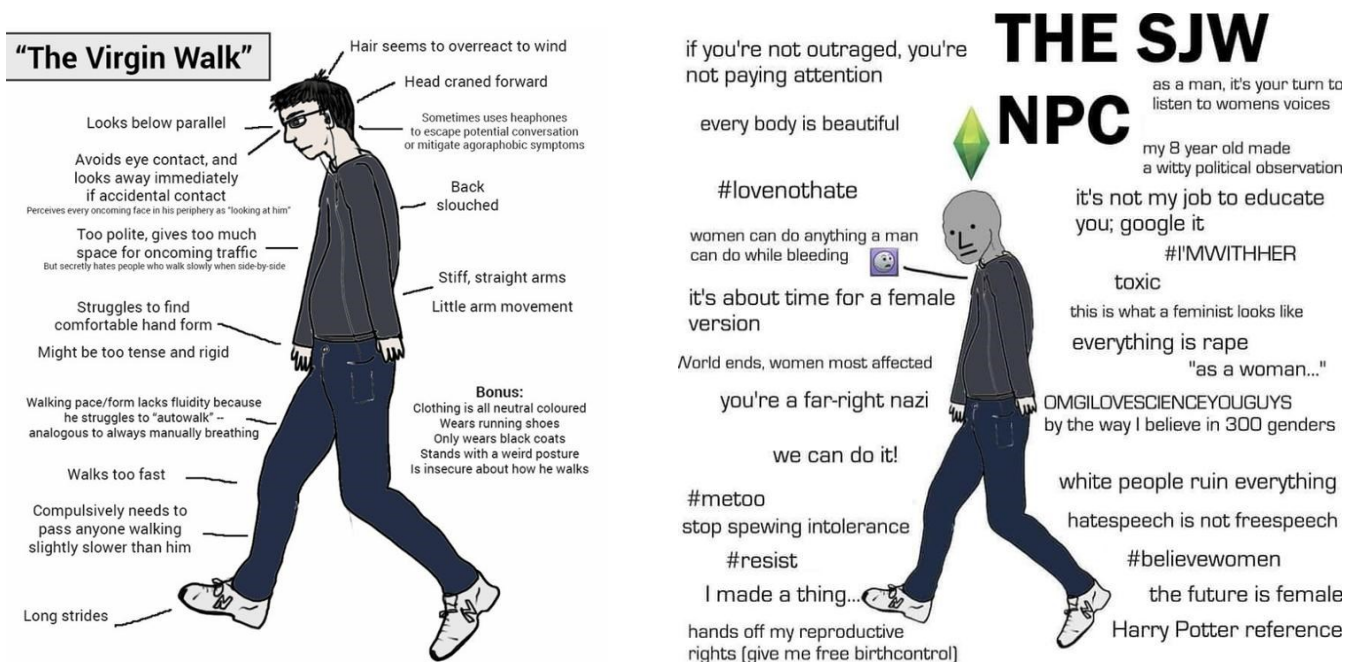 "The Virgin Walk"
Hair seems to overreact to wind
Head craned forward
Looks below parallel
Sometimes uses heaphones
to escape potential conversation
or mitigate agoraphobic symptoms
Avoids eye contact, and
looks away immediately
if accidental contact
Perceives every oncoming face in his periphery as "looking at him"
Back
slouched
Too polite, gives too much
space for oncoming traffic
But secretly hates people who walk slowly when side-by-side
Stiff, straight arms
Little arm movement
Struggles to find
comfortable hand form
Might be too tense and rigid
Walking pace/form lacks fluidity because
he struggles to "autowalk" --
analogous to always manually breathing
Bonus:
Clothing is all neutral coloured
Wears running shoes
Only wears black coats
Stands with a weird posture
Is insecure about how he walks
Walks too fast
Compulsively needs to
pass anyone walking
slightly slower than him
Long strides
N
N
THE SJW
NPC
if you're not outraged, you're
not paying attention
every body is beautiful
#lovenothate
women can do anything a man
can do while bleeding
it's about time for a female
version
World ends, women most affected
you're a far-right nazi
we can do it!
#metoo
stop spewing intolerance
#resist
I made a thing...
hands off my reproductive
rights (give me free birthcontrol)
as a man, it's your turn to
listen to womens voices
my 8 year old made
a witty political observation
it's not my job to educate
you; google it
#I'MWITHHER
toxic
this is what a feminist looks like
everything is rape
"as a woman..."
OMGILOVESCIENCEYOUGUYS
by the way I believe in 300 genders
white people ruin everything
hatespeech is not freespeech
#believewomen
the future is female
Harry Potter reference
N
N